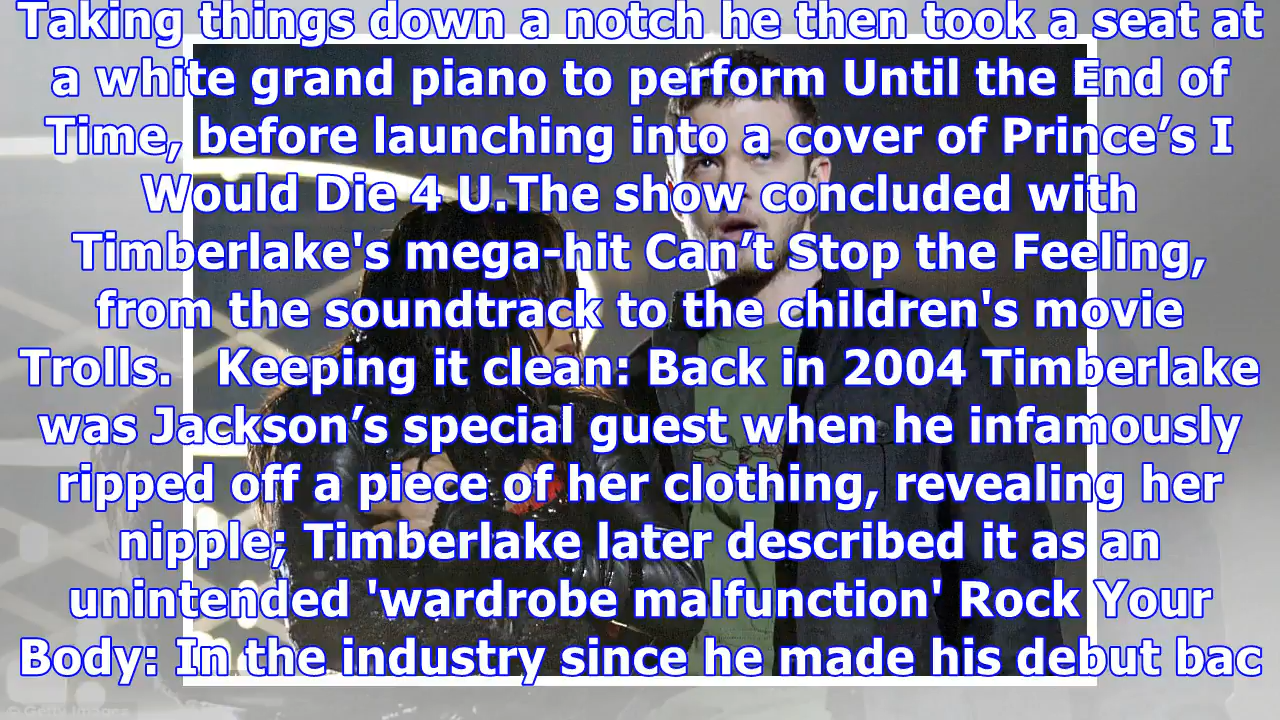 Taking things down a notch he then took a seat at
a white grand piano to perform Until the End of
Time, before launching into a cover of Prince’s I
Would Die 4 U.The show concluded with
Timberlake's mega-hit Can’t Stop the Feeling,
from the soundtrack to the children's movie
Trolls.   Keeping it clean: Back in 2004 Timberlake
was Jackson’s special guest when he infamously
ripped off a piece of her clothing, revealing her
nipple; Timberlake later described it as an
unintended 'wardrobe malfunction' Rock Your
Body: In the industry since he made his debut bac
© Getty Images